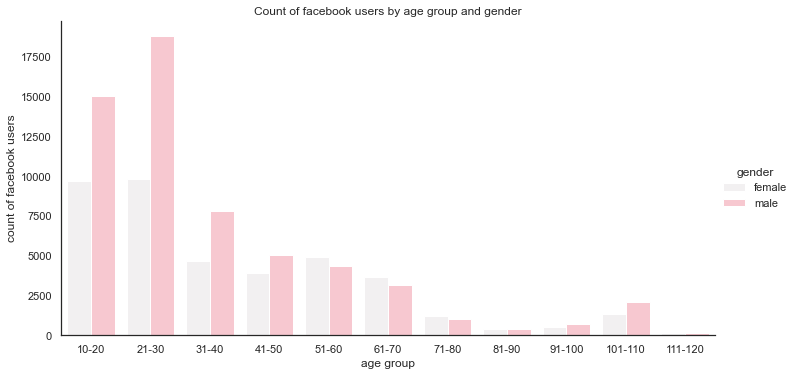 Count of facebook users by age group and gender
count of facebook users
17500
15000
12500
10000
7500
5000
2500
0
10-20 21-30 31-40 41-50 51-60 61-70 71-80 81-90 91-100 101-110 111-120
age group
gender
female
male